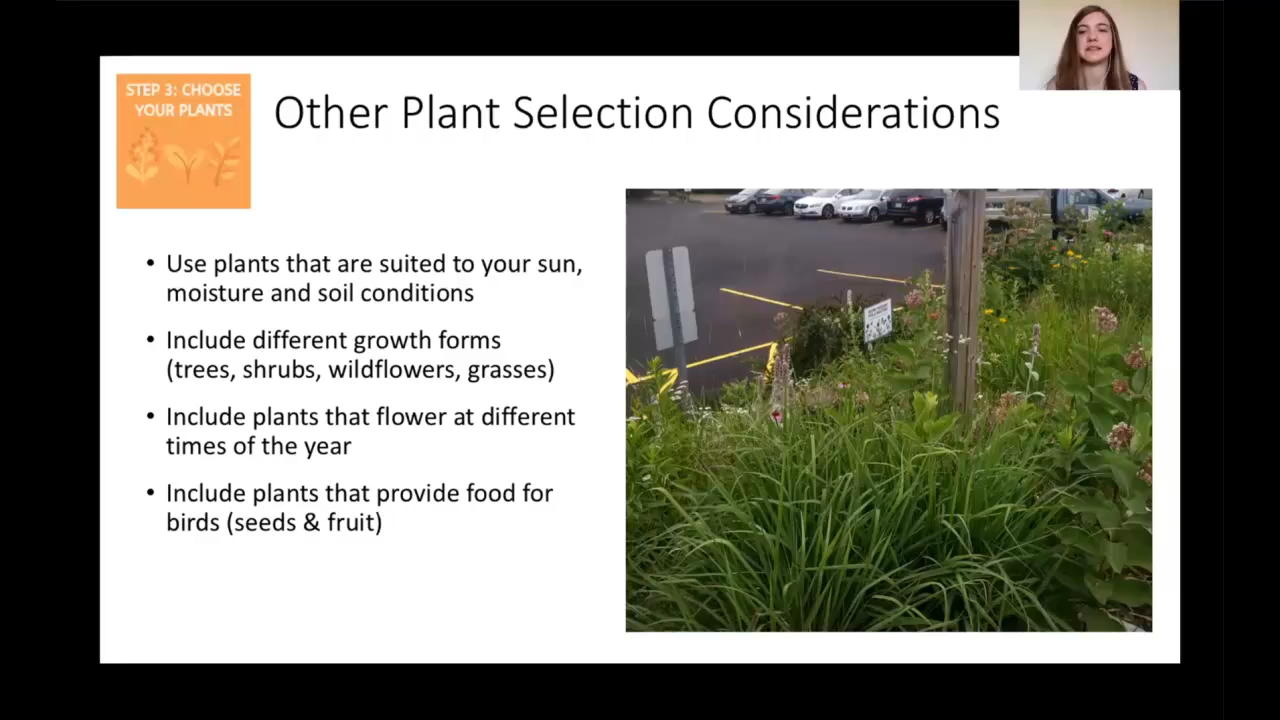 STEP 3: CHOOSE
YOUR PLANTS
Other Plant Selection Considerations
• Use plants that are suited to your sun,
moisture and soil conditions
• Include different growth forms
(trees, shrubs, wildflowers, grasses)
• Include plants that flower at different
times of the year
• Include plants that provide food for
birds (seeds & fruit)